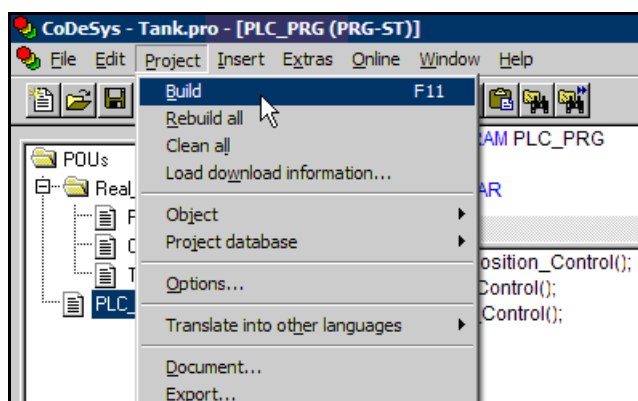 CoDeSys - Tank.pro - [PLC_PRG (PRG-ST)]
File Edit Project Insert Extras Online Window Help
Build F11
Rebuild all
Clean all
Load download information...
Object
Project database
Options...
Translate into other languages
Document...
Export...
POUs
Real_
PLC_
AM PLC_PRG
AR
osition_Control();
Control();
_Control();